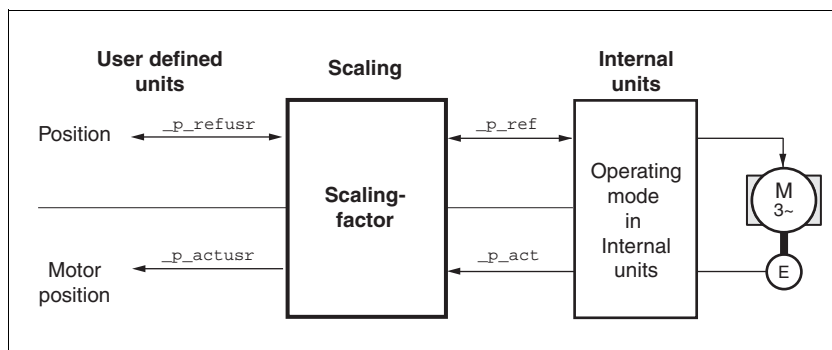 User defined
units
Scaling
Internal
units
Position
_p_refusr
_p_ref
Scaling-
factor
Operating
mode
in
Internal
units
M
3~
Motor
position
_p_actusr
_p_act
E